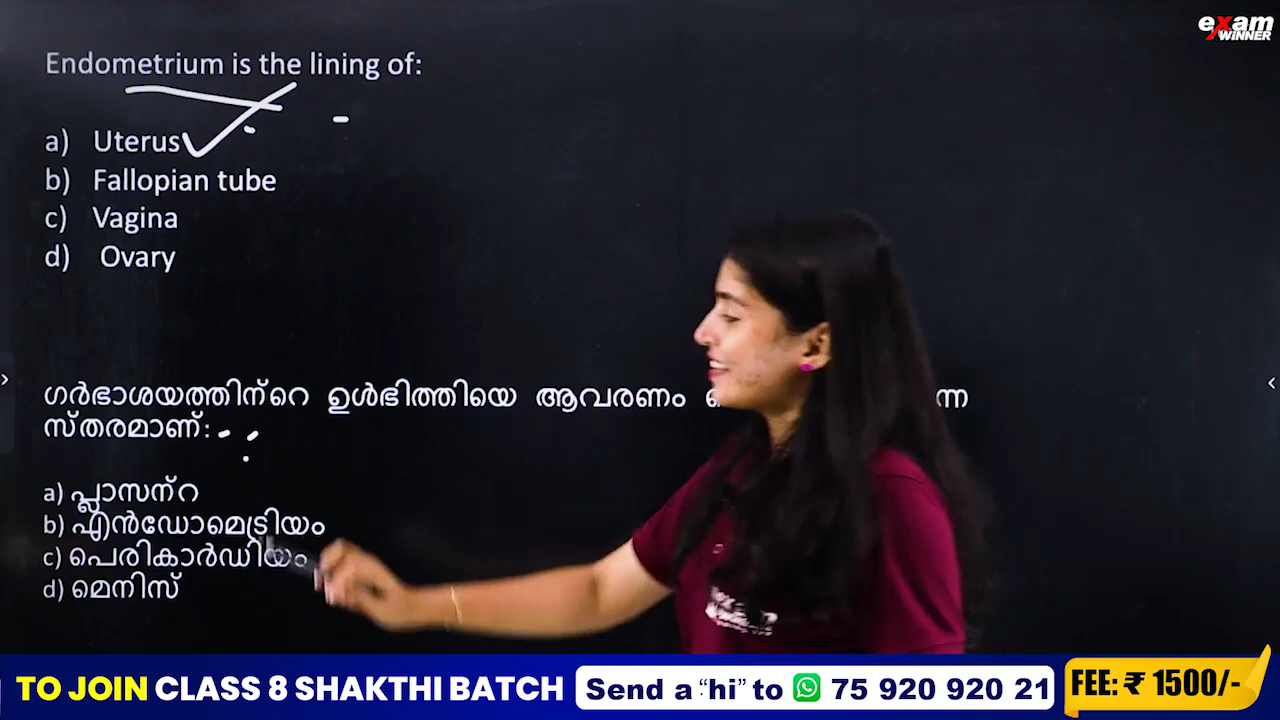 exam
WINNER
Endometrium is the lining of:
a) Uterus
b) Fallopian tube
c) Vagina
d) Ovary
ഗർഭാശയത്തിന്റെ ഉൾഭിത്തിയെ ആവരണം
സ്തരമാണ്:
a) പ്ലാസന്റ
b) എൻഡോമെട്രിയം
c) പെരികാർഡിയം
d) മെനിസ്
TO JOIN CLASS 8 SHAKTHI BATCH Send a “hi” to 75 920 920 21 FEE: ₹ 1500/-